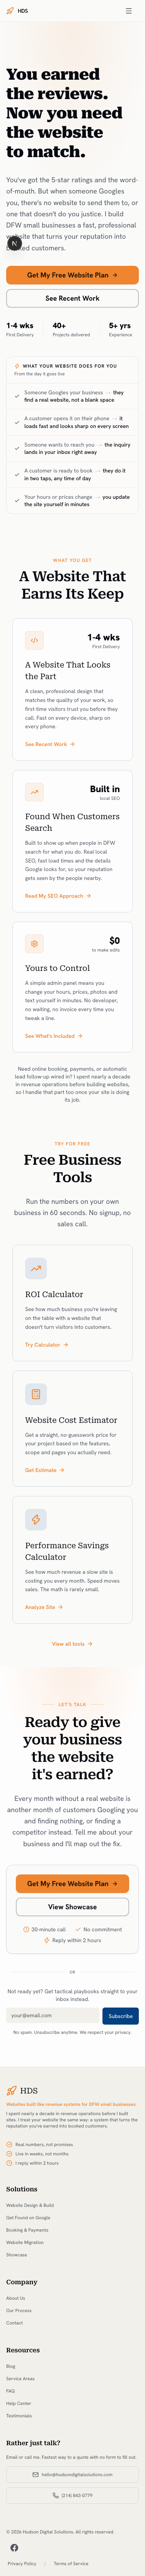 HDS
You earned
the reviews.
Now you need
the website
to match.
You've got the 5-star ratings and the word-
of-mouth. But when someone Googles
you, there's no website there, or there's
one that doesn't do you justice. I build
DFW small businesses a fast, professional
website that turns those lookups into
customers.
N
Get My Free Website Plan →
See Recent Work
1-4 wks
First Delivery
40+
Projects delivered
5+ yrs
Experience
WHAT YOUR WEBSITE DOES FOR YOU
From the day it goes live
Someone Googles your business → they
find a real website, not a blank space
A customer opens it on their phone → it
loads fast and looks sharp on every screen
Someone wants to reach you → the inquiry
lands in your inbox right away
A client is ready to book → they do it
in two taps, any time of day
Your hours or prices change → you update
the site yourself in minutes
WHAT YOU GET
A Website That
Earns Its Keep
1-4 wks
First Delivery
A Website That Looks
the Part
A clean, professional design that
matches the quality of your work, so
the first impression visitors get before they
call. Fast on every device, sharp on
every phone.
See Recent Work →
Built in
local SEO
Found When Customers
Search
Built to show up when people in DFW
search for what you do. Real local
SEO, fast load times and the details
Google looks for, so your reputation
gets seen by the people nearby.
Read My SEO Approach →
$0
to make edits
Yours to Control
A simple admin panel means you
change your hours, prices, photos and
text yourself in minutes. No developer,
no waiting, no invoice every time you
tweak a line.
See What's Included →
Need online booking, payments, or automatic
lead follow-up wired in? I spent nearly a decade
in revenue operations before building websites,
so I handle that part too once your site is doing
its job.
TRY FOR FREE
Free Business
Tools
Run the numbers on your own
business in 60 seconds. No signup, no
sales call.
ROI Calculator
See how much business you're leaving
on the table with a website that
doesn't turn visitors into customers.
Try Calculator →
Website Cost Estimator
Get a straight, no-guesswork price for
your project based on the features,
scope and pages you actually need.
Get Estimate →
Performance Savings
Calculator
See how much revenue a slow site is
costing you every month. Speed moves
sales. The math is rarely small.
Analyze Site →
View all tools →
LET'S TALK
Ready to give
your business
the website
it's earned?
Every month without a real website is
another month of customers Googling you
and finding nothing, or finding a
competitor instead. Tell me about your
business and I'll map out the fix.
Get My Free Website Plan →
View Showcase
30-minute call
No commitment
Reply within 2 hours
OR
Not ready yet? Get tactical playbooks straight to your
inbox instead.
your@email.com
Subscribe
No spam. Unsubscribe anytime. We respect your privacy.
HDS
Websites built like revenue systems for DFW small businesses
I spent nearly a decade in revenue operations before I built
sites. I treat your website the same way: a system that turns the
reputation you've earned into booked customers.
Real numbers, not promises
Live in weeks, not months
I reply within 2 hours
Solutions
Website Design & Build
Get Found on Google
Booking & Payments
Website Migration
Showcase
Company
About Us
Our Process
Contact
Resources
Blog
Service Areas
FAQ
Help Center
Testimonials
Rather just talk?
Email or call me. Fastest way to a quote with no form to fill out.
hello@hudsondigitalsolutions.com
(214) 843-0779
© 2026 Hudson Digital Solutions. All rights reserved.
Privacy Policy | Terms of Service